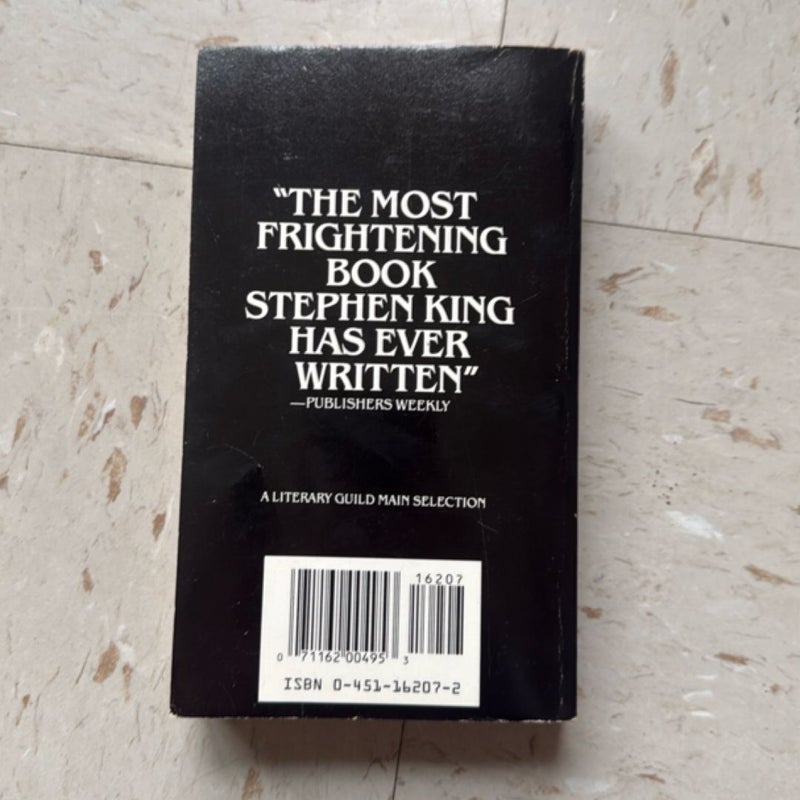 “THE MOST
FRIGHTENING
BOOK
STEPHEN KING
HAS EVER
WRITTEN”
—PUBLISHERS WEEKLY
A LITERARY GUILD MAIN SELECTION
16207
0 71162 00495 3
ISBN 0-451-16207-2